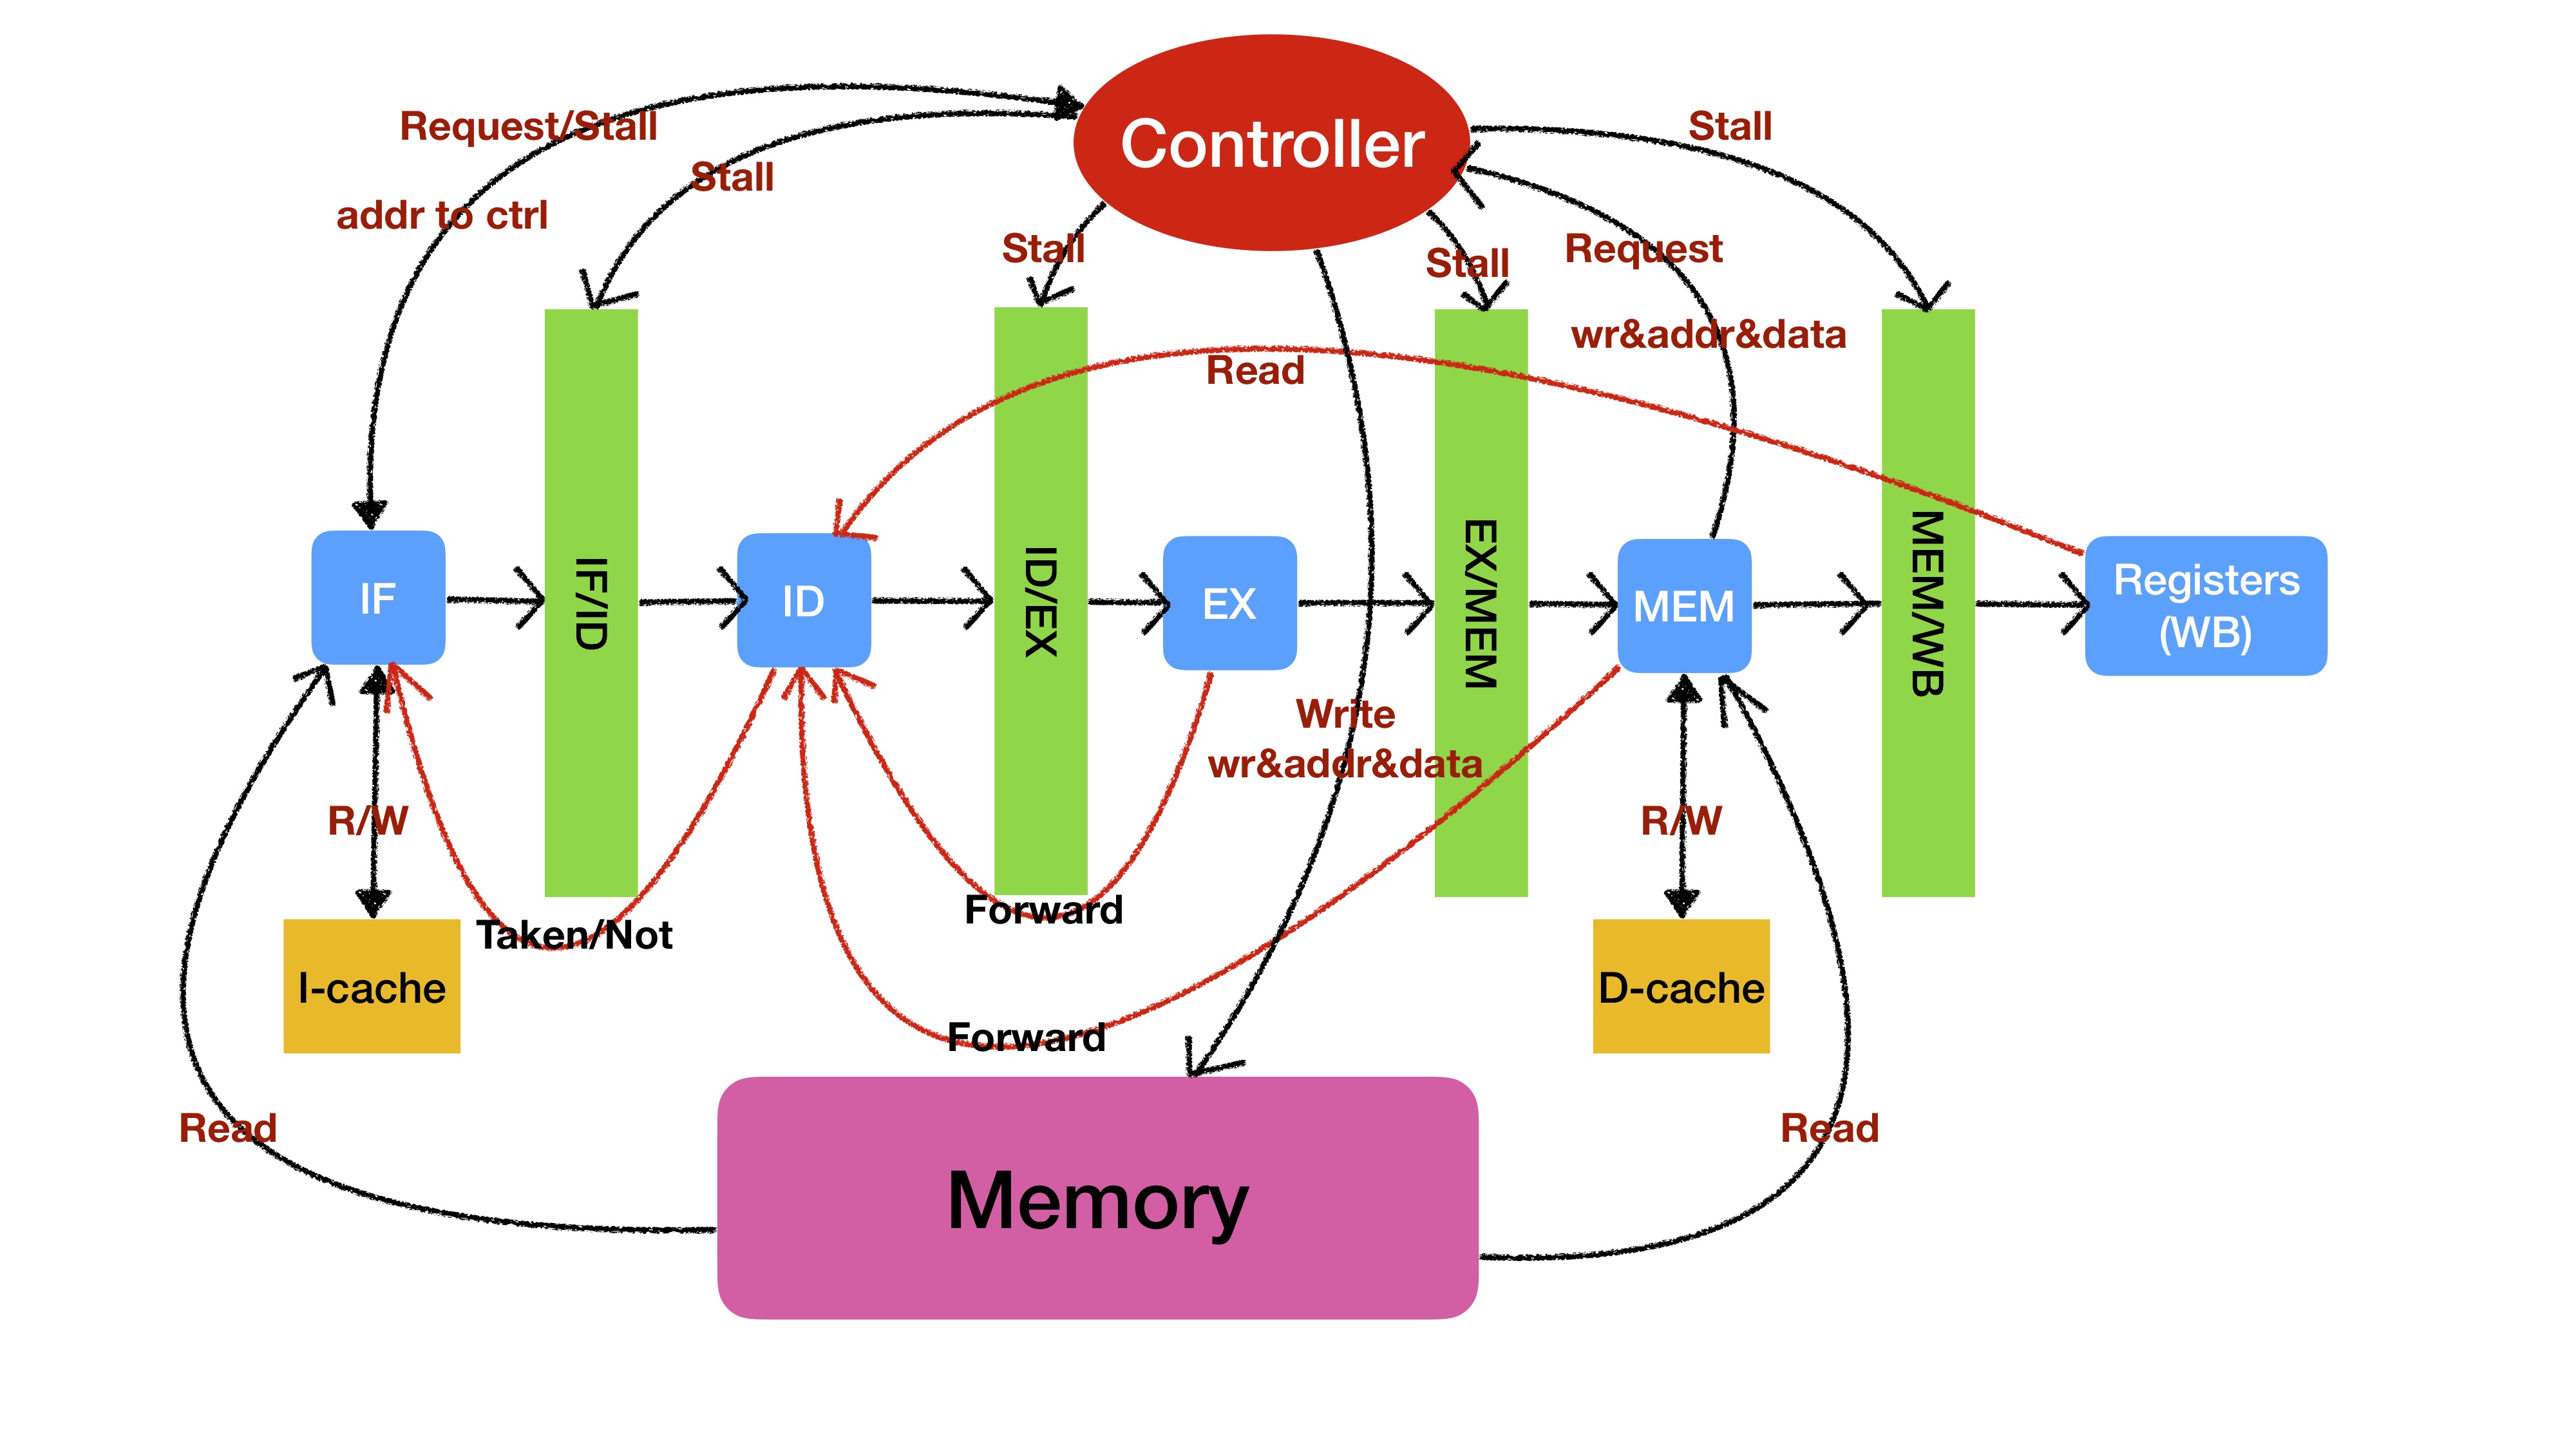 Controller
Request/Stall
Stall
addr to ctrl
Stall
Stall
Request
Stall
wr&addr&data
Read
IF
IF/ID
ID
ID/EX
EX
EX/MEM
MEM
MEM/WB
Registers
(WB)
Write
wr&addr&data
R/W
R/W
Taken/Not
Forward
I-cache
D-cache
Forward
Read
Read
Memory